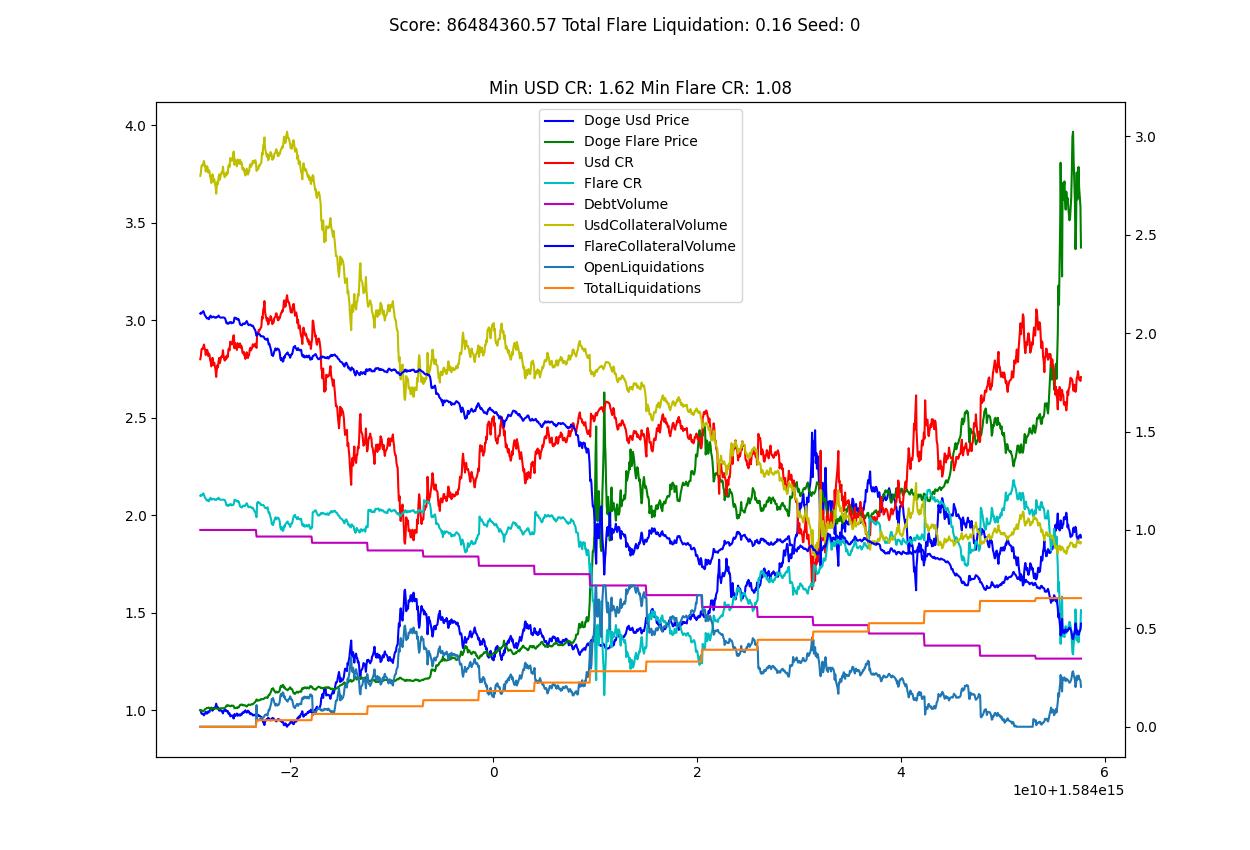 Score: 86484360.57 Total Flare Liquidation: 0.16 Seed: 0
Min USD CR: 1.62 Min Flare CR: 1.08
Doge Usd Price
Doge Flare Price
Usd CR
Flare CR
DebtVolume
UsdCollateralVolume
FlareCollateralVolume
OpenLiquidations
TotalLiquidations
4.0
3.5
3.0
2.5
2.0
1.5
1.0
3.0
2.5
2.0
1.5
1.0
0.5
0.0
−2
0
2
4
6
1e10+1.584e15